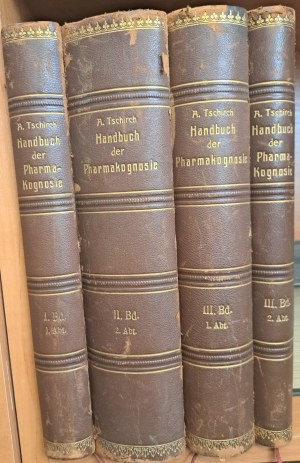 A. Tschirch
Handbuch
der
Pharma-
kognosie
I. Bd.
1. Abt.
A. Tschirch
Handbuch
der
Pharmakognosie
II. Bd.
2. Abt.
A. Tschirch
Handbuch
der
Pharmakognosie
III. Bd.
1. Abt.
A. Tschirch
Handbuch
der
Pharma-
kognosie
III. Bd.
2. Abt.